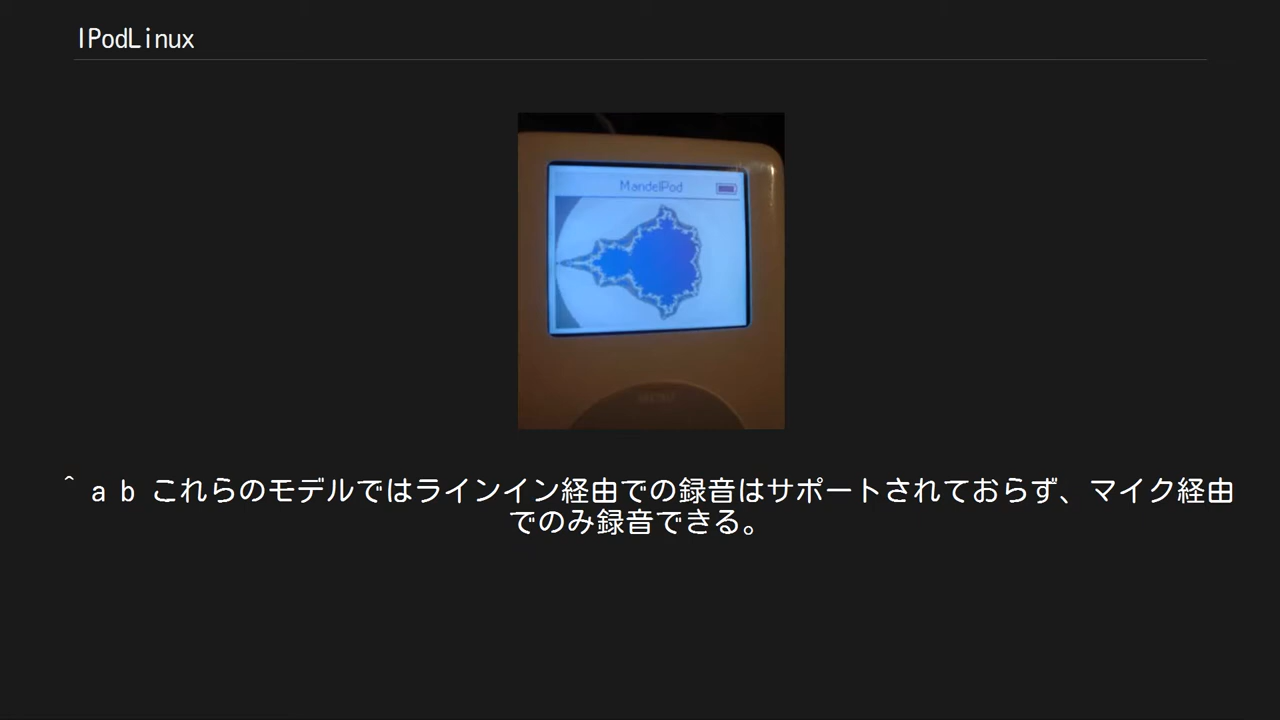 IPodLinux
MandelPod
^ a b これらのモデルではラインイン経由での録音はサポートされておらず、マイク経由
でのみ録音できる。